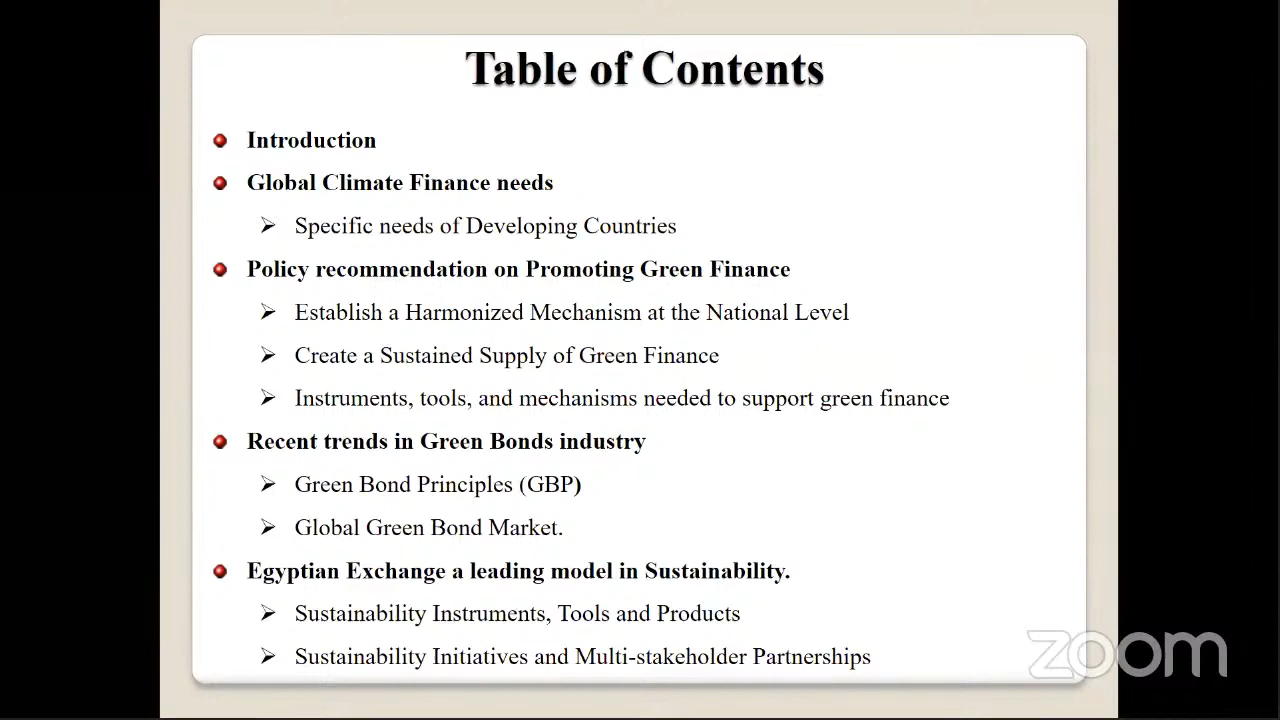 Table of Contents
Introduction
Global Climate Finance needs
Specific needs of Developing Countries
Policy recommendation on Promoting Green Finance
Establish a Harmonized Mechanism at the National Level
Create a Sustained Supply of Green Finance
Instruments, tools, and mechanisms needed to support green finance
Recent trends in Green Bonds industry
Green Bond Principles (GBP)
Global Green Bond Market.
Egyptian Exchange a leading model in Sustainability.
Sustainability Instruments, Tools and Products
Sustainability Initiatives and Multi-stakeholder Partnerships
zoom